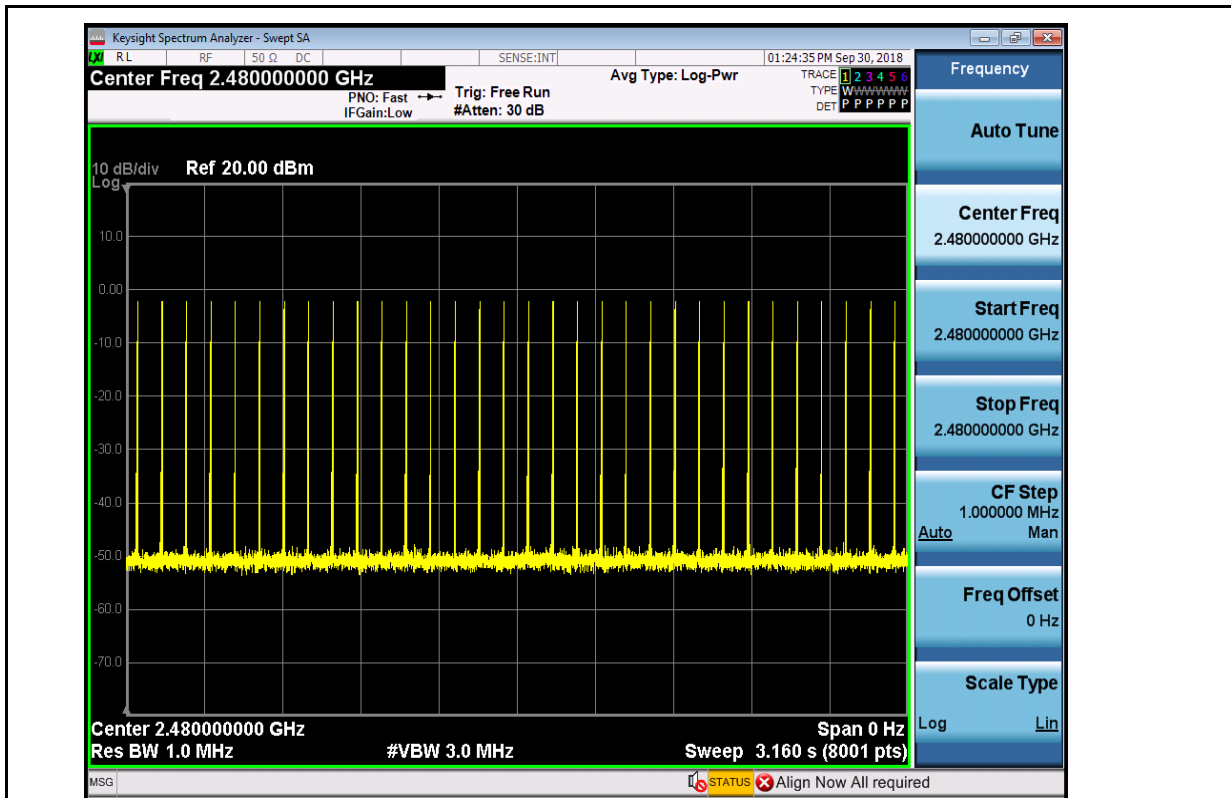 Keysight Spectrum Analyzer - Swept SA
LXI RL RF 50 Ω DC SENSE:INT 01:24:35 PM Sep 30, 2018
Center Freq 2.480000000 GHz
PNO: Fast
IFGain:Low
Trig: Free Run
#Atten: 30 dB
Avg Type: Log-Pwr
TRACE 1 2 3 4 5 6
TYPE WWWWWW
DET P P P P P P
10 dB/div Ref 20.00 dBm
Log
10.0
0.00
-10.0
-20.0
-30.0
-40.0
-50.0
-60.0
-70.0
Center 2.480000000 GHz Span 0 Hz
Res BW 1.0 MHz #VBW 3.0 MHz Sweep 3.160 s (8001 pts)
MSG STATUS Align Now All required
Frequency
Auto Tune
Center Freq
2.480000000 GHz
Start Freq
2.480000000 GHz
Stop Freq
2.480000000 GHz
CF Step
1.000000 MHz
Auto Man
Freq Offset
0 Hz
Scale Type
Log Lin